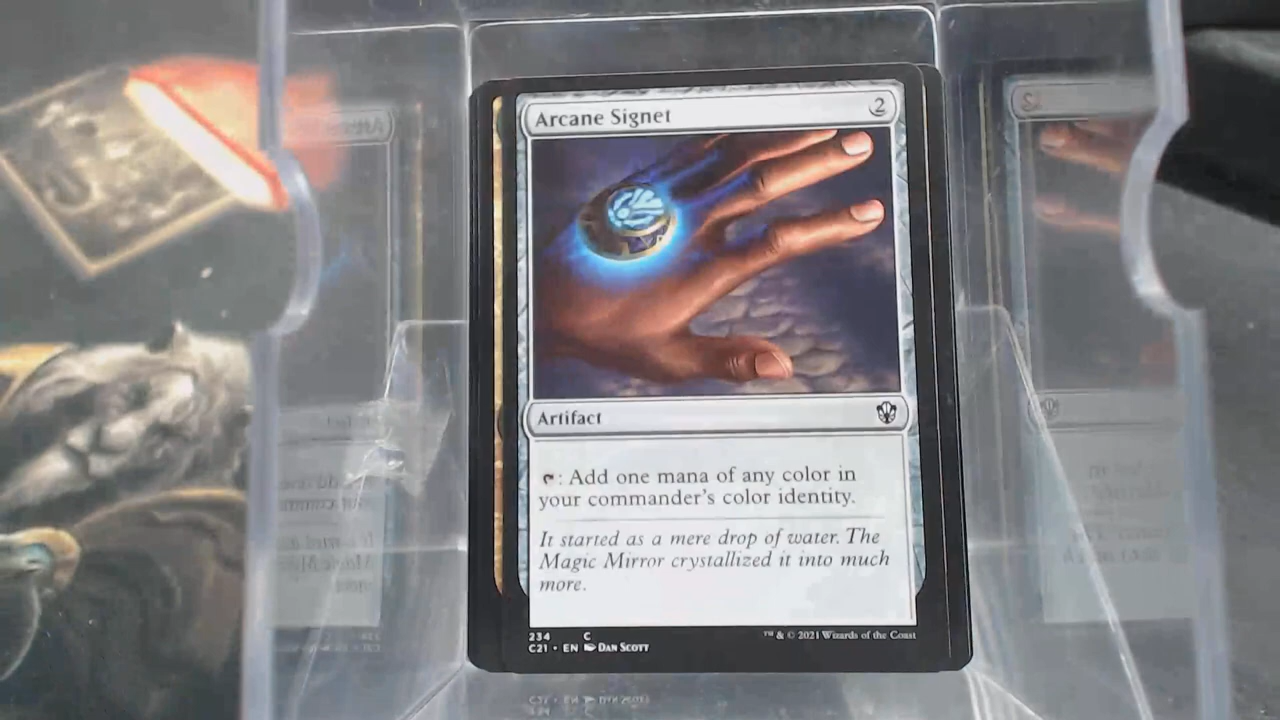 Arcane Signet 2
Artifact
: Add one mana of any color in
your commander's color identity.
It started as a mere drop of water. The
Magic Mirror crystallized it into much
more.
234 C
C21 • EN Dan Scott
™ & © 2021 Wizards of the Coast